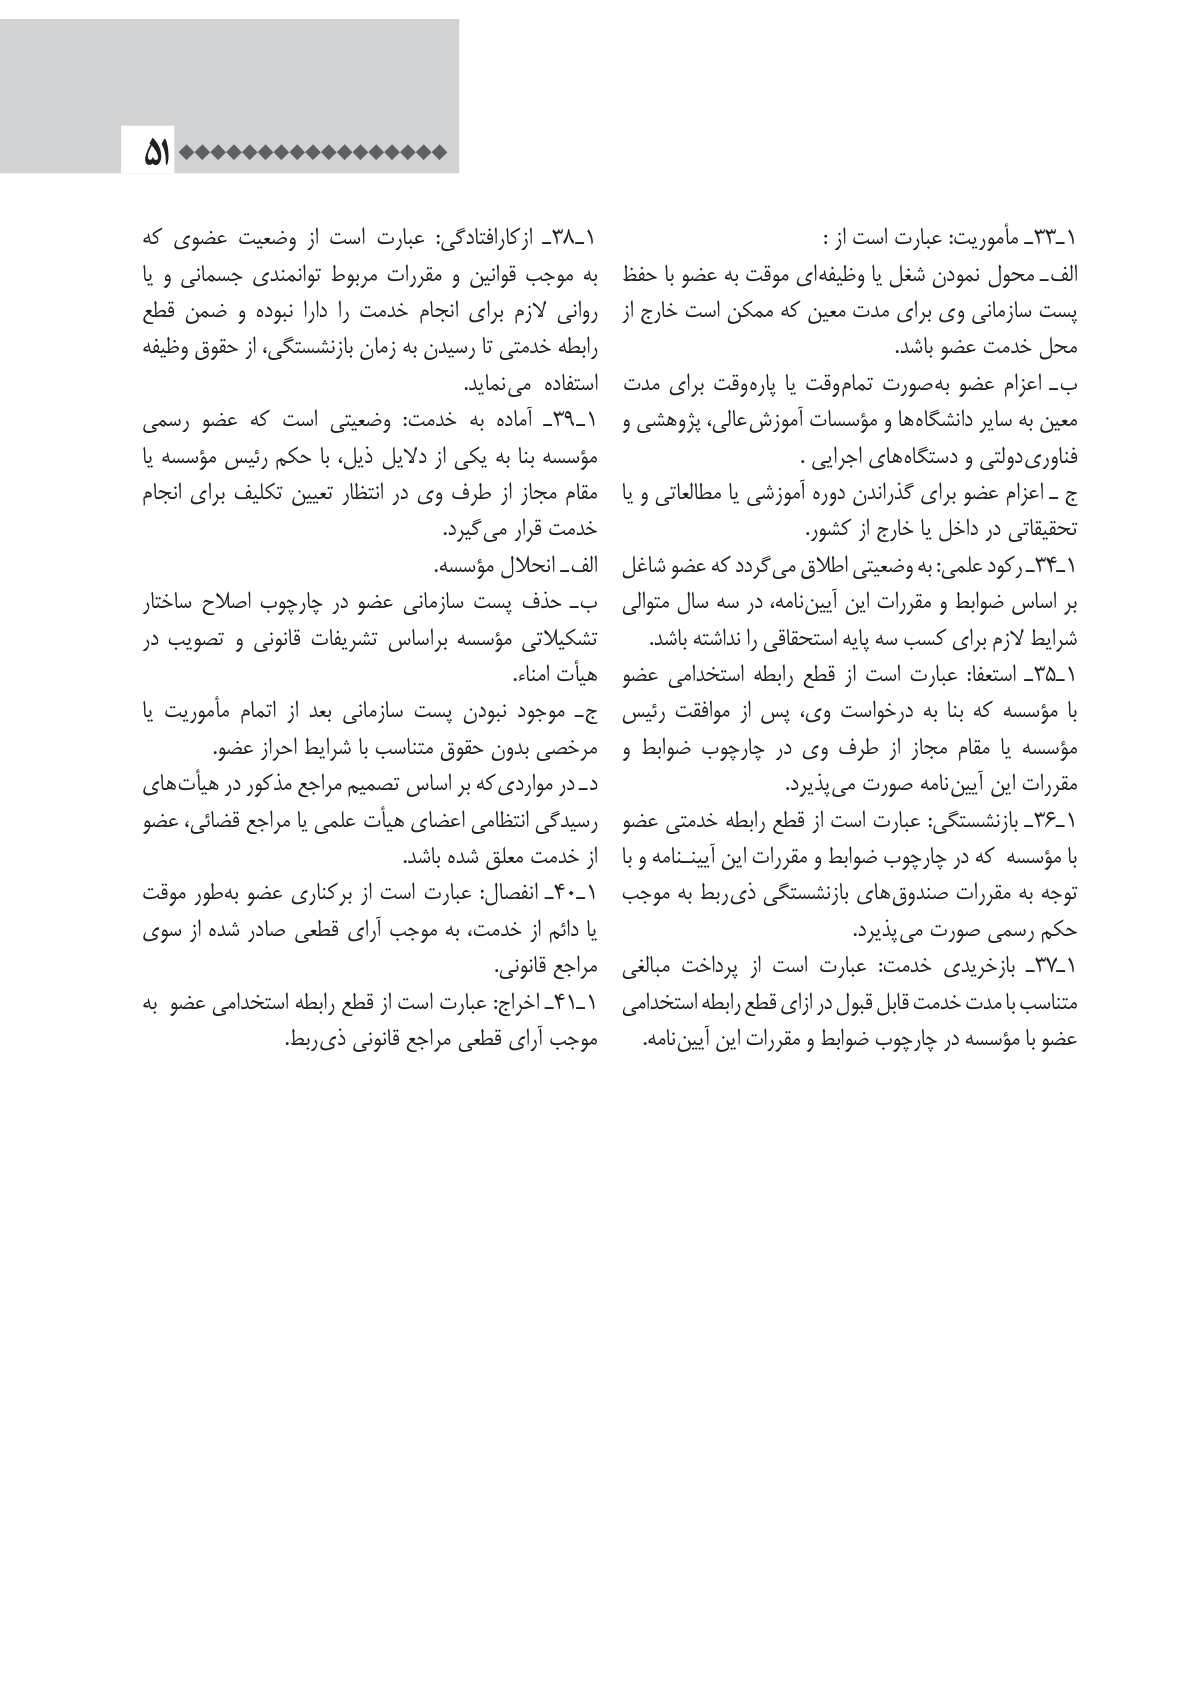 ۵۱
۱ـ۳۳ـ مأموریت: عبارت است از :
الف ـ محول نمودن شغل یا وظیفه‌ای موقت به عضو با حفظ
پست سازمانی وی برای مدت معین که ممکن است خارج از
محل خدمت عضو باشد.
ب ـ اعزام عضو به‌صورت تمام‌وقت یا پاره‌وقت برای مدت
معین به سایر دانشگاه‌ها و مؤسسات آموزش‌عالی، پژوهشی و
فناوری‌دولتی و دستگاه‌های اجرایی .
ج ـ اعزام عضو برای گذراندن دوره آموزشی یا مطالعاتی و یا
تحقیقاتی در داخل یا خارج از کشور.
۱ـ۳۴ـ رکود علمی: به وضعیتی اطلاق می‌گردد که عضو شاغل
بر اساس ضوابط و مقررات این آیین‌نامه، در سه سال متوالی
شرایط لازم برای کسب سه پایه استحقاقی را نداشته باشد.
۱ـ۳۵ـ استعفا: عبارت است از قطع رابطه استخدامی عضو
با مؤسسه که بنا به درخواست وی، پس از موافقت رئیس
مؤسسه یا مقام مجاز از طرف وی در چارچوب ضوابط و
مقررات این آیین‌نامه صورت می‌پذیرد.
۱ـ۳۶ـ بازنشستگی: عبارت است از قطع رابطه خدمتی عضو
با مؤسسه که در چارچوب ضوابط و مقررات این آیینـنامه و با
توجه به مقررات صندوق‌های بازنشستگی ذی‌ربط به موجب
حکم رسمی صورت می‌پذیرد.
۱ـ۳۷ـ بازخریدی خدمت: عبارت است از پرداخت مبالغی
متناسب با مدت خدمت قابل قبول در ازای قطع رابطه استخدامی
عضو با مؤسسه در چارچوب ضوابط و مقررات این آیین‌نامه.
۱ـ۳۸ـ ازکارافتادگی: عبارت است از وضعیت عضوی که
به موجب قوانین و مقررات مربوط توانمندی جسمانی و یا
روانی لازم برای انجام خدمت را دارا نبوده و ضمن قطع
رابطه خدمتی تا رسیدن به زمان بازنشستگی، از حقوق وظیفه
استفاده می‌نماید.
۱ـ۳۹ـ آماده به خدمت: وضعیتی است که عضو رسمی
مؤسسه بنا به یکی از دلایل ذیل، با حکم رئیس مؤسسه یا
مقام مجاز از طرف وی در انتظار تعیین تکلیف برای انجام
خدمت قرار می‌گیرد.
الف ـ انحلال مؤسسه.
ب ـ حذف پست سازمانی عضو در چارچوب اصلاح ساختار
تشکیلاتی مؤسسه براساس تشریفات قانونی و تصویب در
هیأت امناء.
ج ـ موجود نبودن پست سازمانی بعد از اتمام مأموریت یا
مرخصی بدون حقوق متناسب با شرایط احراز عضو.
د ـ در مواردی‌که بر اساس تصمیم مراجع مذکور در هیأت‌های
رسیدگی انتظامی اعضای هیأت علمی یا مراجع قضائی، عضو
از خدمت معلق شده باشد.
۱ـ۴۰ـ انفصال: عبارت است از برکناری عضو به‌طور موقت
یا دائم از خدمت، به موجب آرای قطعی صادر شده از سوی
مراجع قانونی.
۱ـ۴۱ـ اخراج: عبارت است از قطع رابطه استخدامی عضو به
موجب آرای قطعی مراجع قانونی ذی‌ربط.